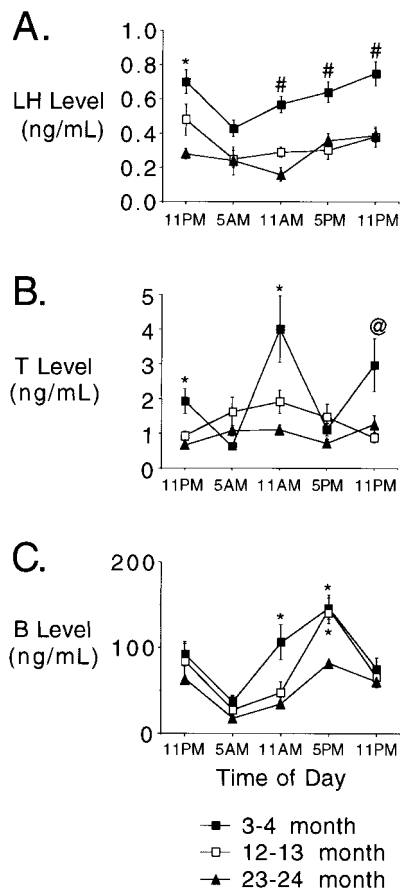 A.
LH Level
(ng/mL)
1.0
0.8
0.6
0.4
0.2
0.0
*
#
#
#
11PM 5AM 11AM 5PM 11PM
B.
T Level
(ng/mL)
5
4
3
2
1
0
*
*
@
11PM 5AM 11AM 5PM 11PM
C.
B Level
(ng/mL)
200
100
0
*
*
*
11PM 5AM 11AM 5PM 11PM
Time of Day
3-4 month
12-13 month
23-24 month